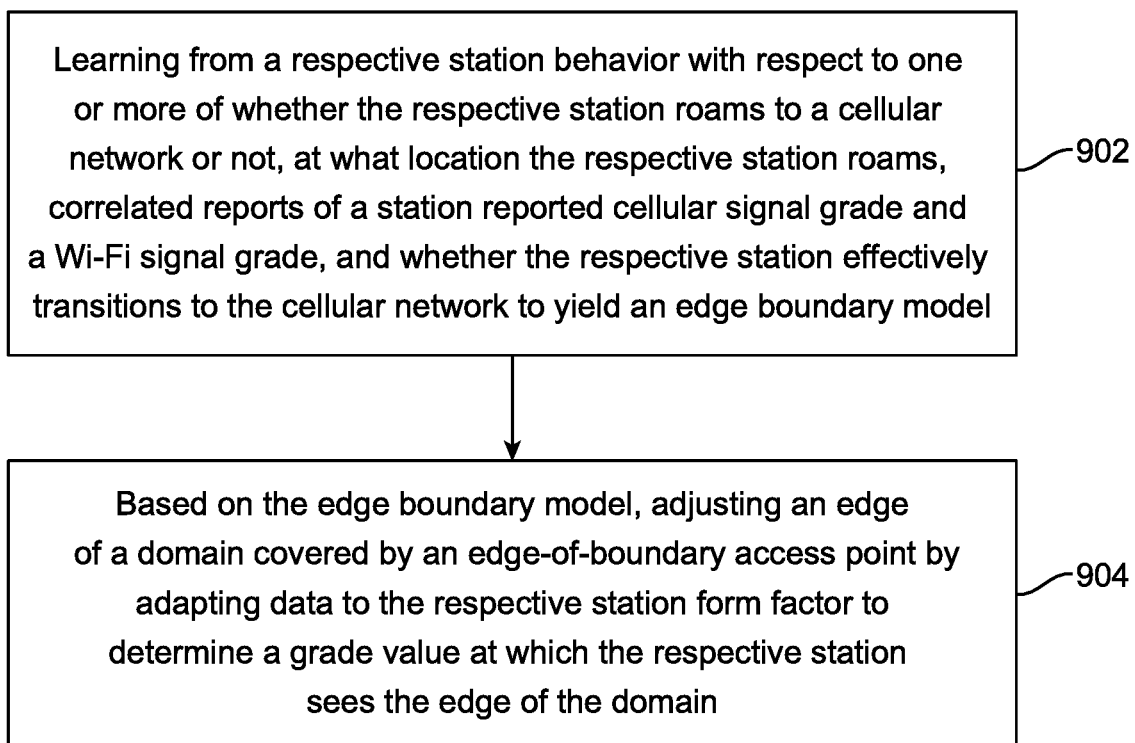 Learning from a respective station behavior with respect to one
or more of whether the respective station roams to a cellular
network or not, at what location the respective station roams,
correlated reports of a station reported cellular signal grade and
a Wi-Fi signal grade, and whether the respective station effectively
transitions to the cellular network to yield an edge boundary model
902
Based on the edge boundary model, adjusting an edge
of a domain covered by an edge-of-boundary access point by
adapting data to the respective station form factor to
determine a grade value at which the respective station
sees the edge of the domain
904